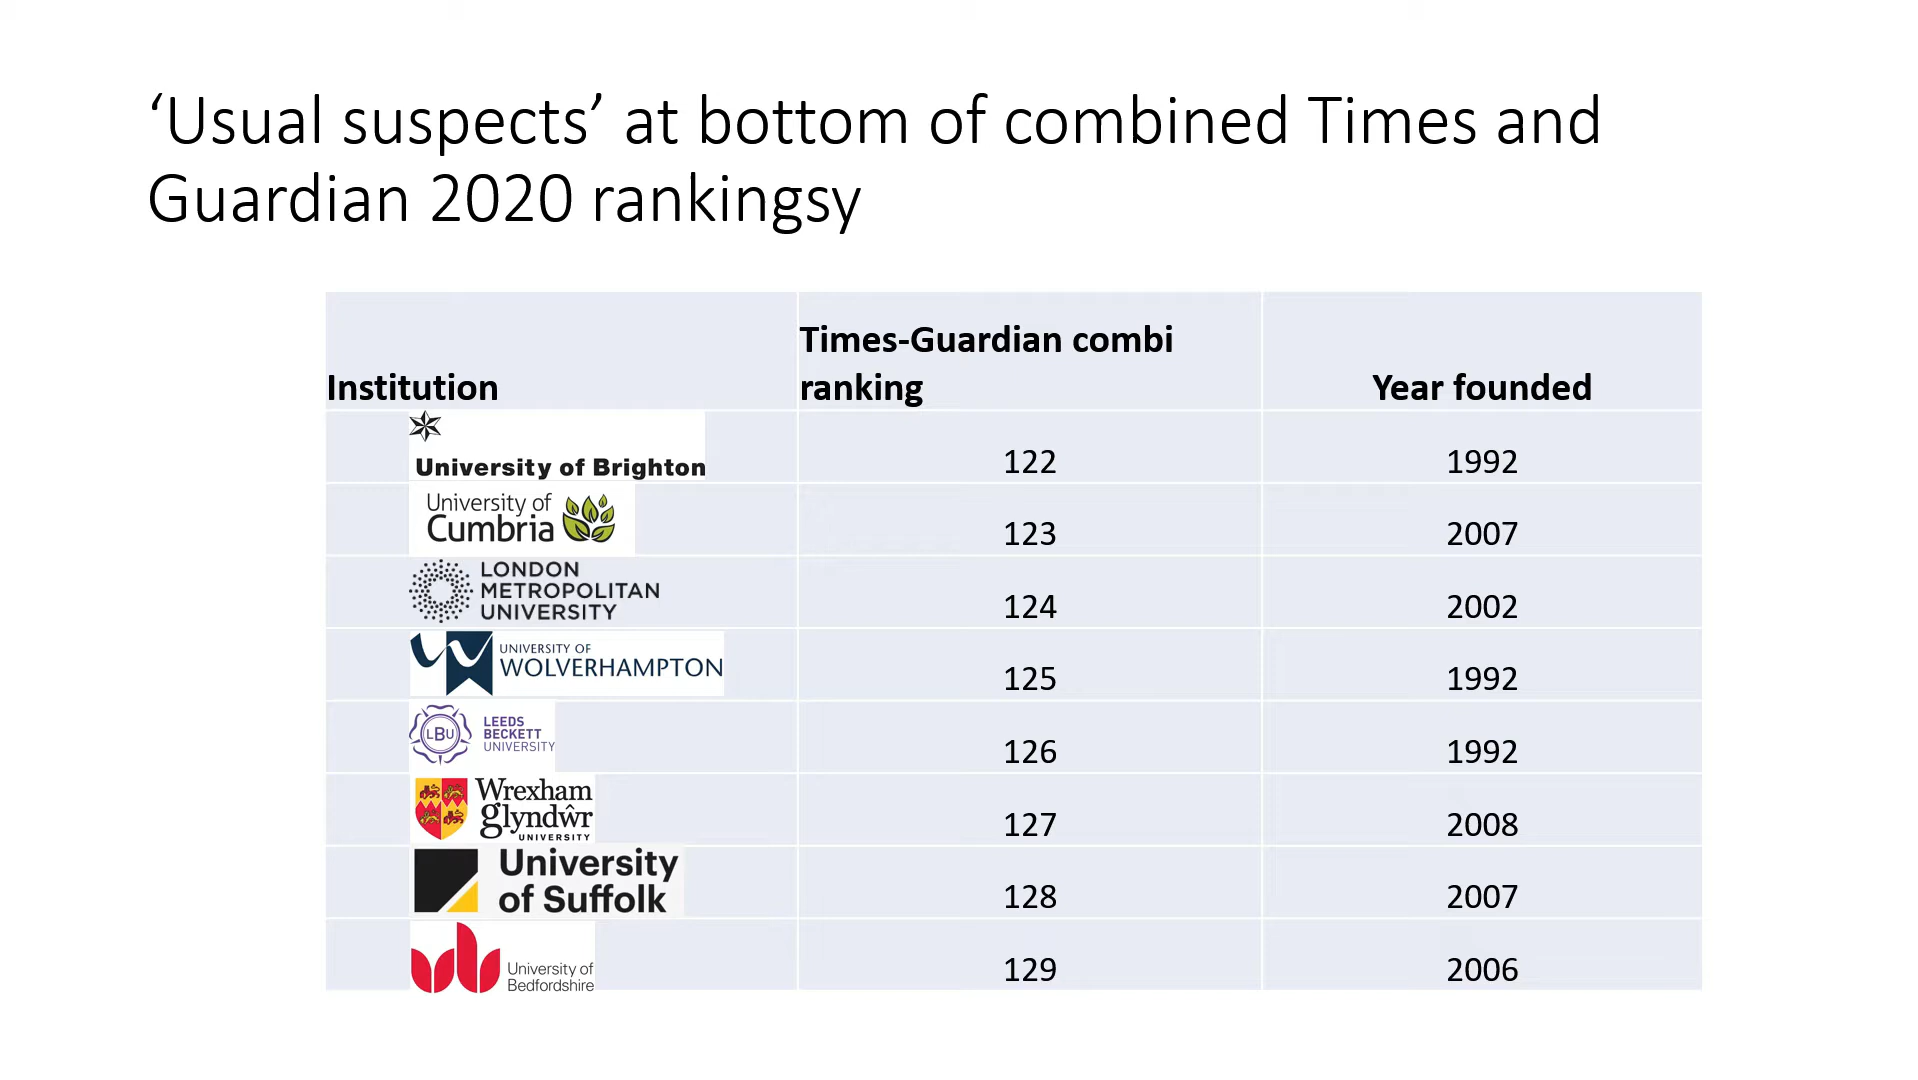 ‘Usual suspects’ at bottom of combined Times and
Guardian 2020 rankingsy
Institution
Times-Guardian combi
ranking
Year founded
University of Brighton
122
1992
University of
Cumbria
123
2007
LONDON
METROPOLITAN
UNIVERSITY
124
2002
UNIVERSITY OF
WOLVERHAMPTON
125
1992
LBU
LEEDS
BECKETT
UNIVERSITY
126
1992
Wrexham
glyndŵr
UNIVERSITY
127
2008
University
of Suffolk
128
2007
University of
Bedfordshire
129
2006